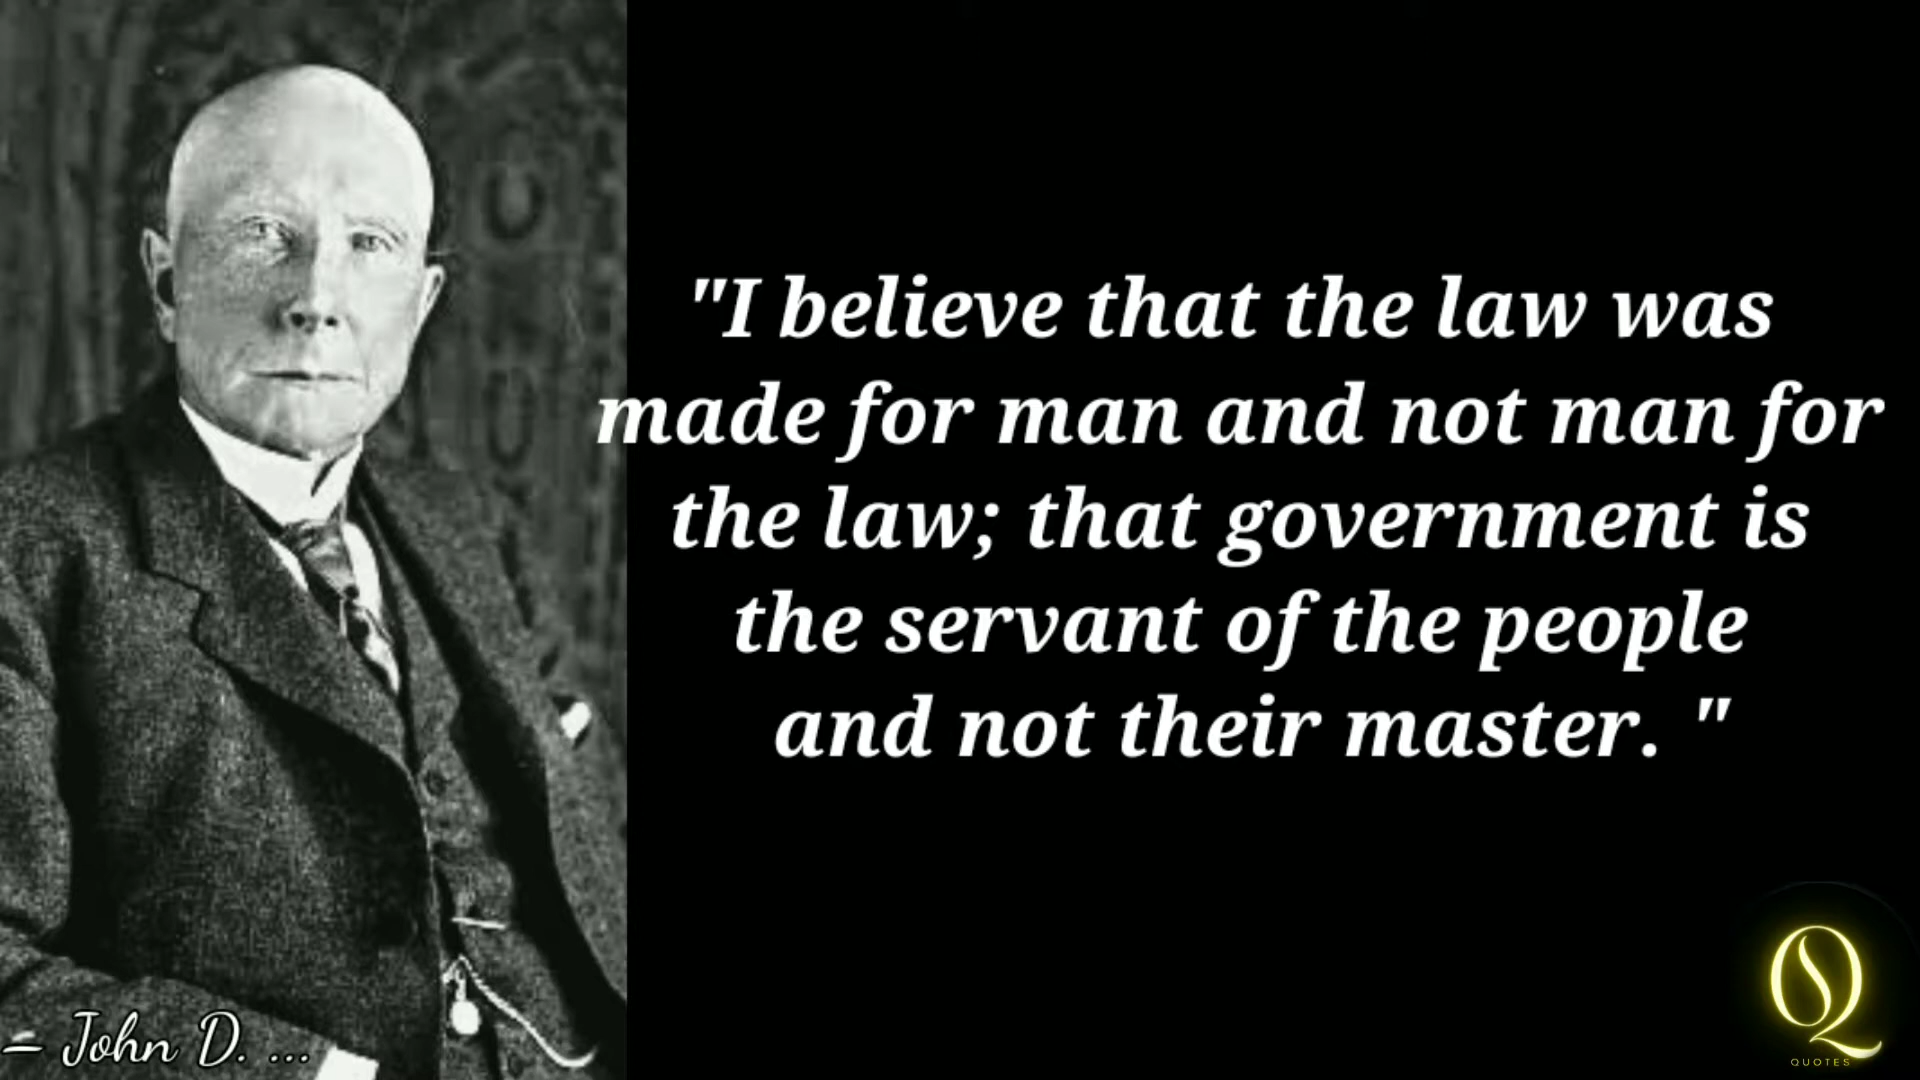 "I believe that the law was
made for man and not man for
the law; that government is
the servant of the people
and not their master. "
– John D. ...
Q
QUOTES